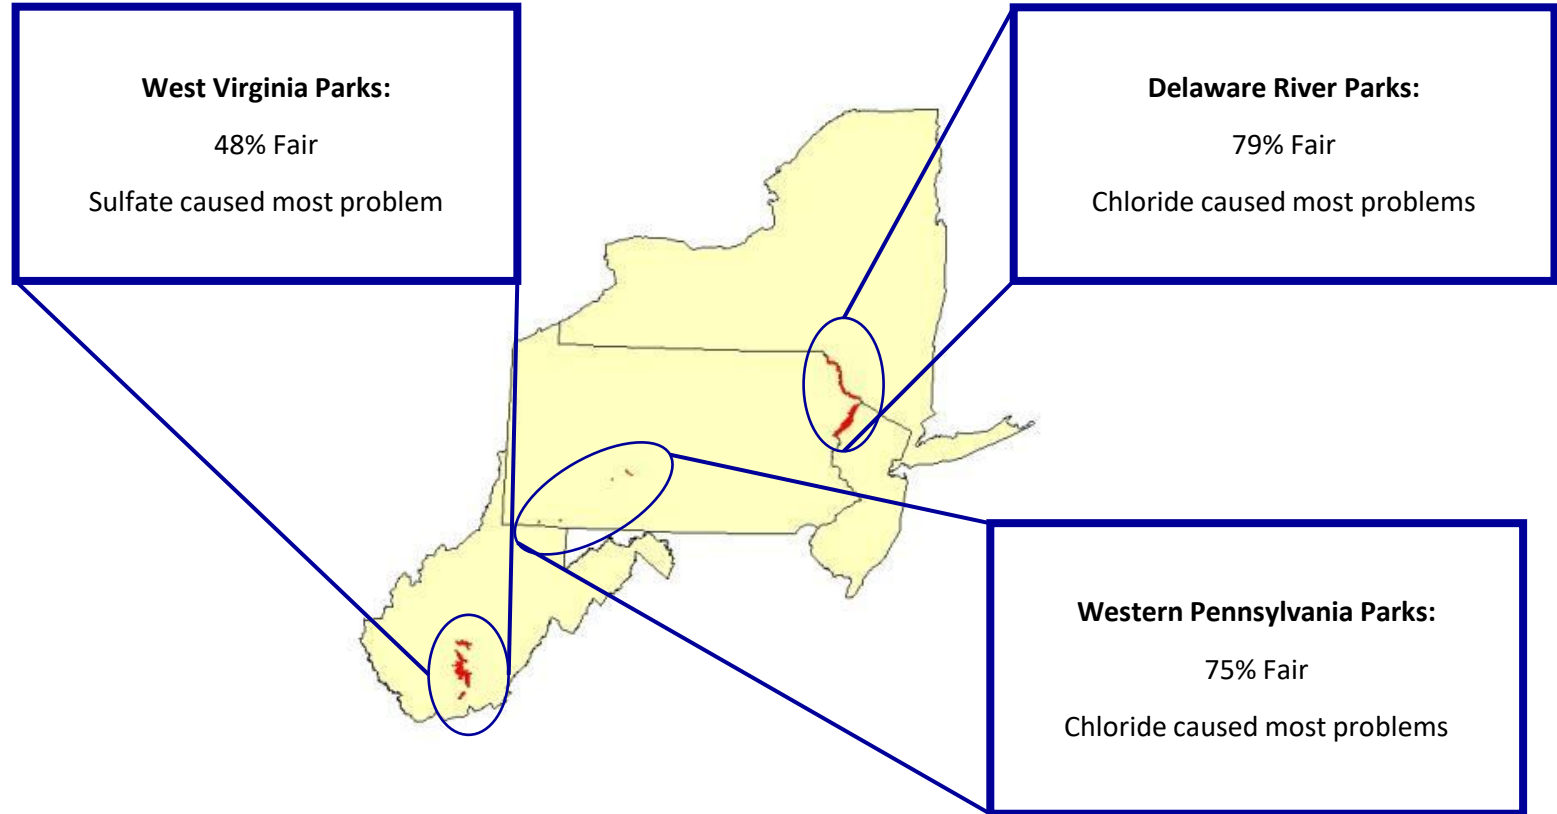 West Virginia Parks:
48% Fair
Sulfate caused most problem
Delaware River Parks:
79% Fair
Chloride caused most problems
Western Pennsylvania Parks:
75% Fair
Chloride caused most problems